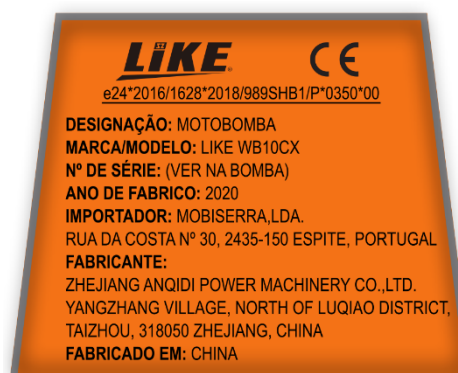 LiKE CE
e24*2016/1628*2018/989SHB1/P*0350*00
DESIGNAÇÃO: MOTOBOMBA
MARCA/MODELO: LIKE WB10CX
Nº DE SÉRIE: (VER NA BOMBA)
ANO DE FABRICO: 2020
IMPORTADOR: MOBISERRA,LDA.
RUA DA COSTA Nº 30, 2435-150 ESPITE, PORTUGAL
FABRICANTE:
ZHEJIANG ANQIDI POWER MACHINERY CO.,LTD.
YANGZHANG VILLAGE, NORTH OF LUQIAO DISTRICT,
TAIZHOU, 318050 ZHEJIANG, CHINA
FABRICADO EM: CHINA